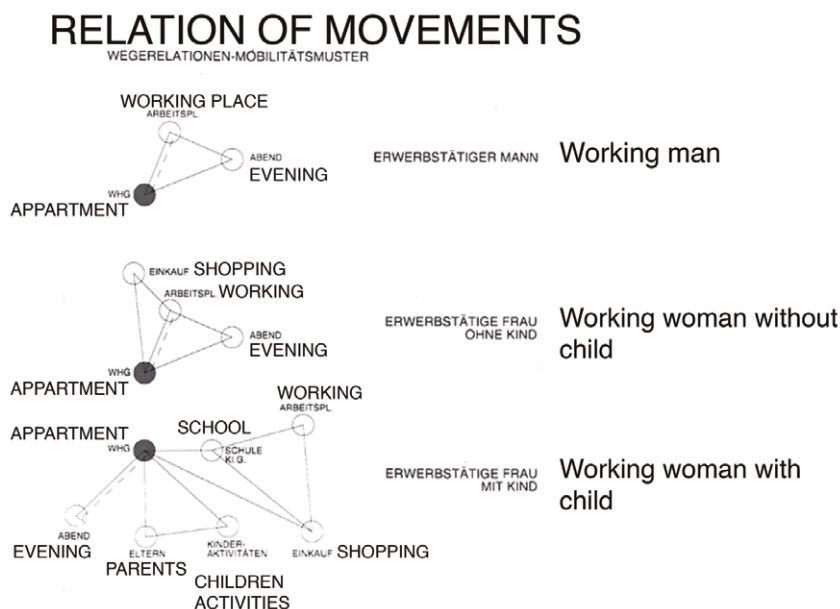 RELATION OF MOVEMENTS
WEGERELATIONEN-MOBILITÄTSMUSTER
WORKING PLACE
ARBEITSPL.
ABEND
EVENING
WHG
APPARTMENT
ERWERBSTÄTIGER MANN Working man
EINKAUF SHOPPING
ARBEITSPL. WORKING
ABEND
EVENING
WHG
APPARTMENT
ERWERBSTÄTIGE FRAU
OHNE KIND
Working woman without
child
WORKING
ARBEITSPL.
SCHOOL
SCHULE
KI.G.
APPARTMENT
WHG
ABEND
EVENING
ELTERN
PARENTS
KINDER-
AKTIVITÄTEN
CHILDREN
ACTIVITIES
EINKAUF SHOPPING
ERWERBSTÄTIGE FRAU
MIT KIND
Working woman with
child